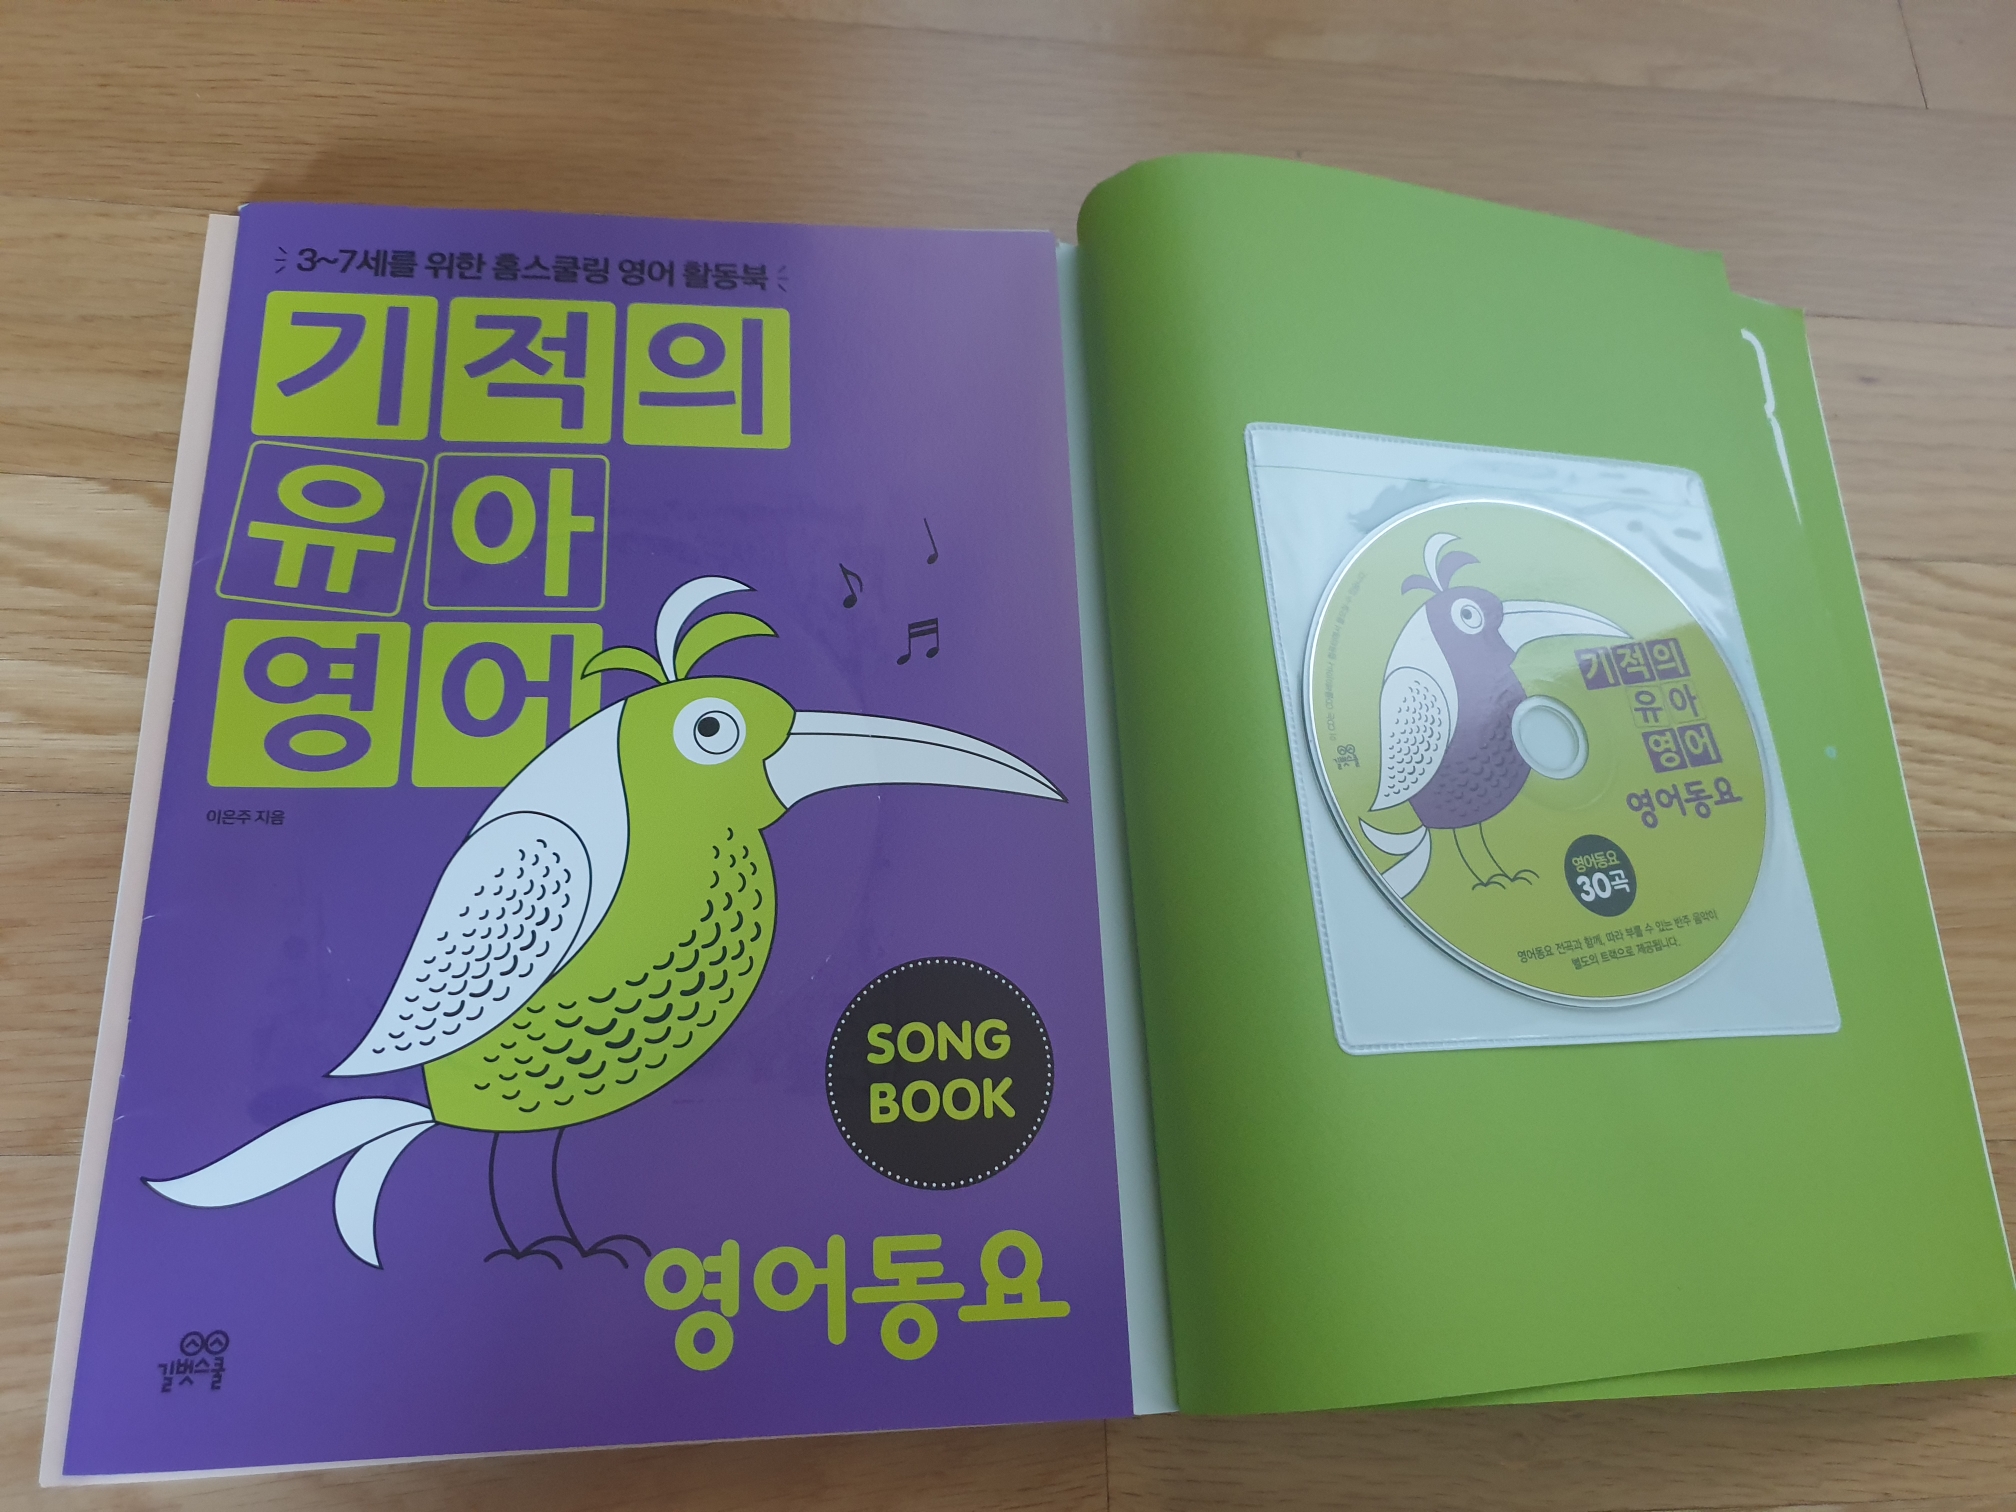 3~7세를 위한 홈스쿨링 영어 활동북
기적의
유아
영어
이은주 지음
SONG
BOOK
영어동요
길벗스쿨
기적의
유아
영어
영어동요
영어동요
30곡
영어동요 전곡과 함께, 따라 부를 수 있는 반주 음악이
별도의 트랙으로 제공됩니다.